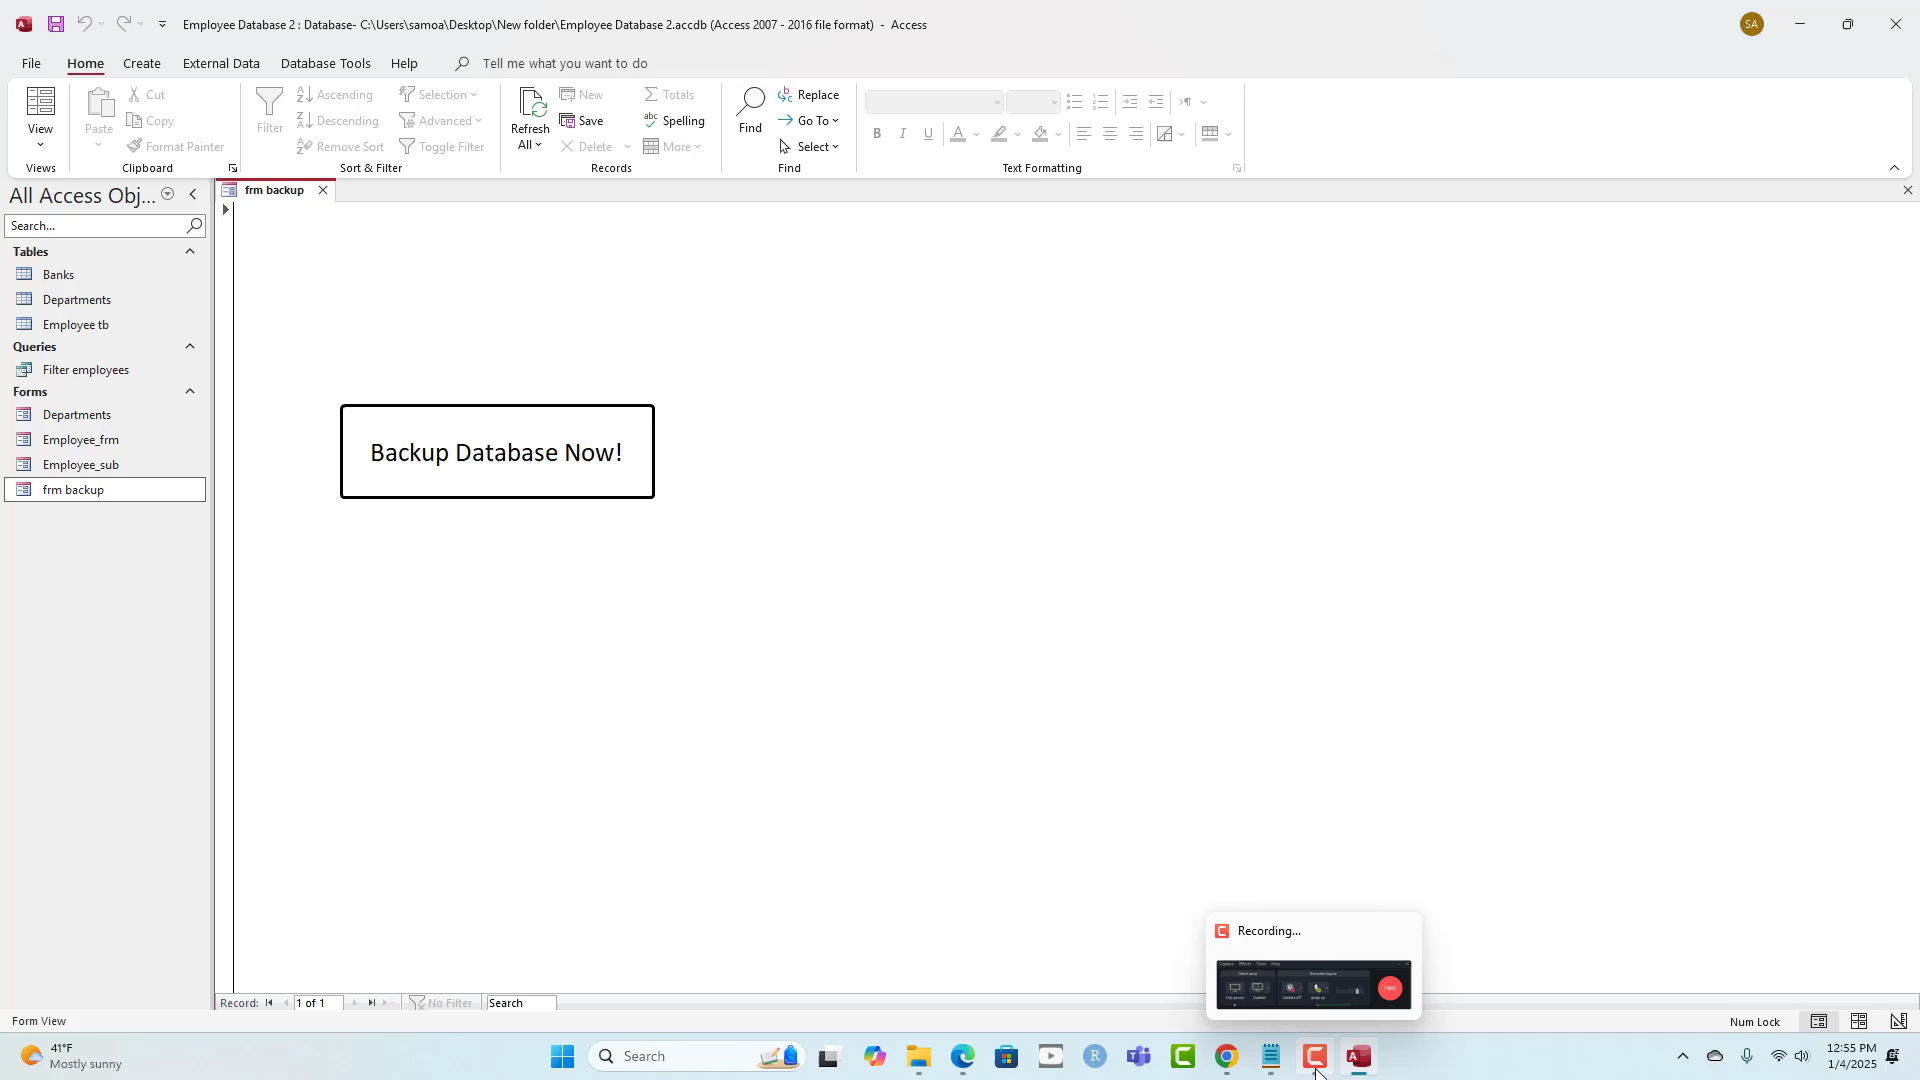 Employee Database 2 : Database- C:\Users\samoa\Desktop\New folder\Employee Database 2.accdb (Access 2007 - 2016 file format) - Access
SA
File Home Create External Data Database Tools Help Tell me what you want to do
View
Paste
Cut
Copy
Format Painter
Filter
Ascending
Descending
Remove Sort
Selection
Advanced
Toggle Filter
Refresh
All
New
Save
Delete
Totals
Spelling
More
Find
Replace
Go To
Select
B I U A
Views Clipboard Sort & Filter Records Find Text Formatting
All Access Obj...
frm backup
Search...
Tables
Banks
Departments
Employee tb
Queries
Filter employees
Forms
Departments
Employee_frm
Employee_sub
frm backup
Backup Database Now!
Recording...
Capture Effects Tools Help
rec
Record: 1 of 1 No Filter Search
Form View
Num Lock
41°F
Mostly sunny
Search
12:55 PM
1/4/2025